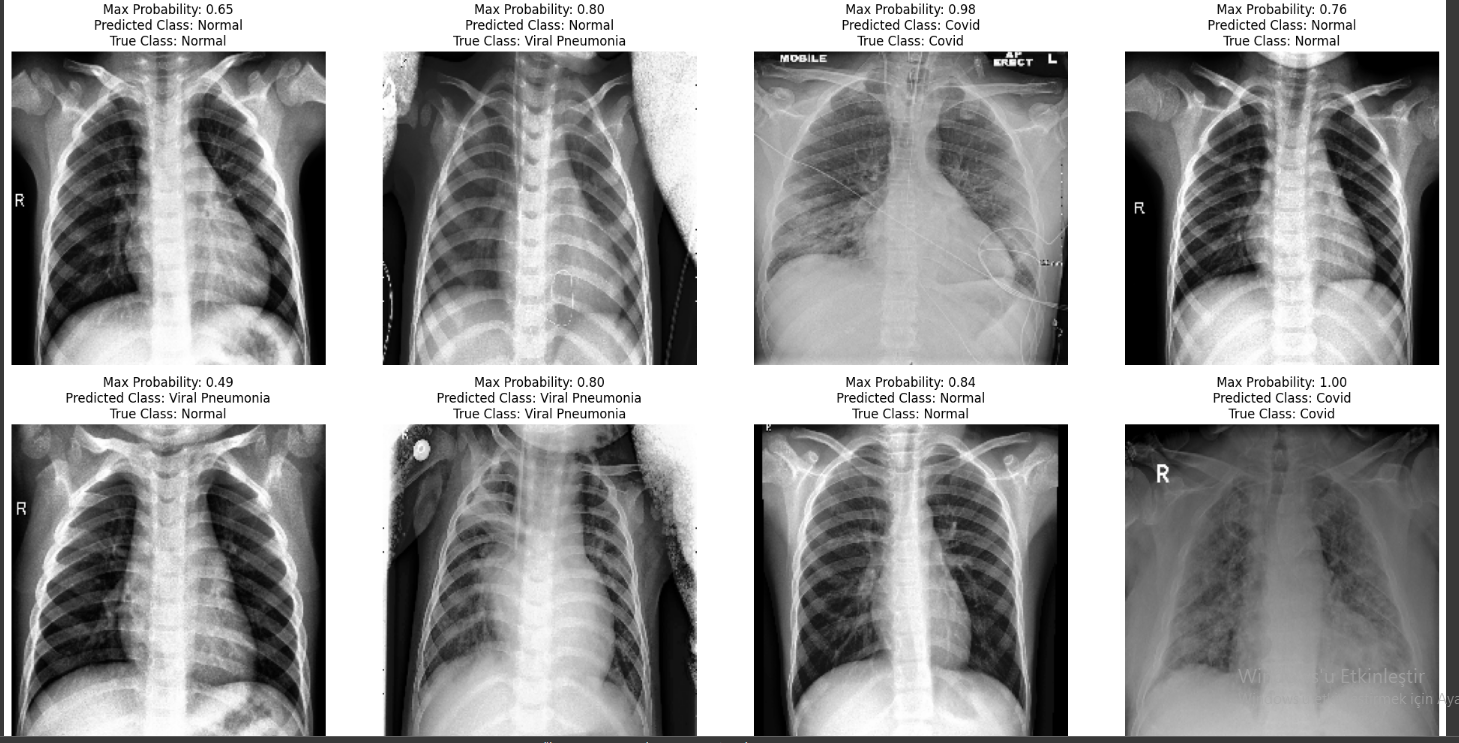 Max Probability: 0.65
Predicted Class: Normal
True Class: Normal
Max Probability: 0.80
Predicted Class: Normal
True Class: Viral Pneumonia
Max Probability: 0.98
Predicted Class: Covid
True Class: Covid
Max Probability: 0.76
Predicted Class: Normal
True Class: Normal
R
MOBILE
AP
ERECT
L
R
Max Probability: 0.49
Predicted Class: Viral Pneumonia
True Class: Normal
Max Probability: 0.80
Predicted Class: Viral Pneumonia
True Class: Viral Pneumonia
Max Probability: 0.84
Predicted Class: Normal
True Class: Normal
Max Probability: 1.00
Predicted Class: Covid
True Class: Covid
R
R
Etkinleştir
için